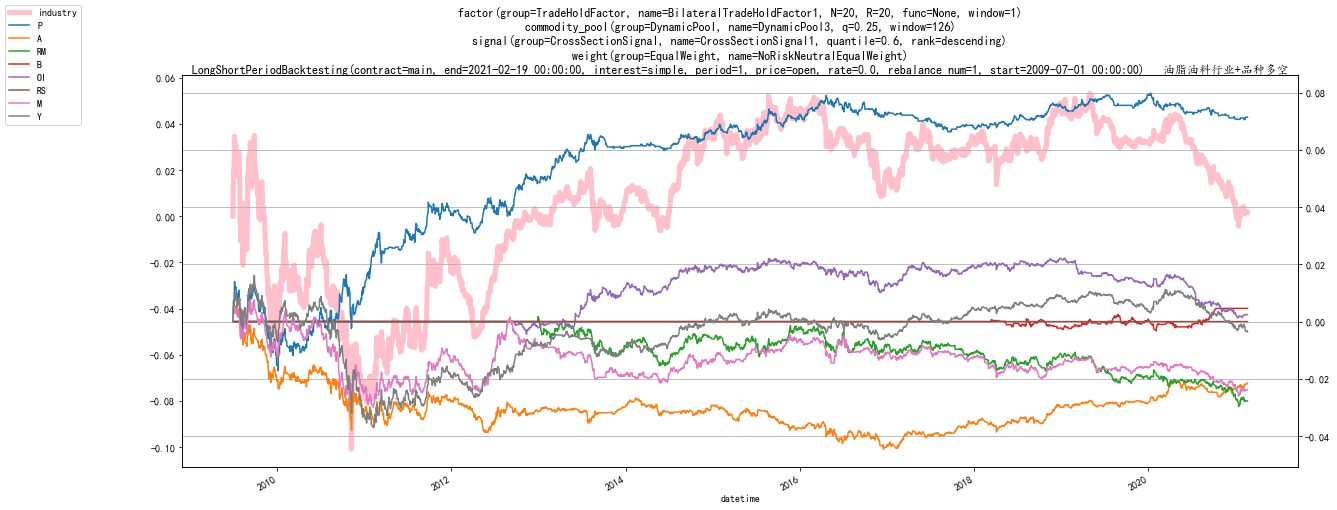 factor(group=TradeHoldFactor, name=BilateralTradeHoldFactor1, N=20, R=20, func=None, window=1)
commodity_pool(group=DynamicPool, name=DynamicPool3, q=0.25, window=126)
signal(group=CrossSectionSignal, name=CrossSectionSignal1, quantile=0.6, rank=descending)
weight(group=EqualWeight, name=NoRiskNeutralEqualWeight)
LongShortPeriodBacktesting(contract=main, end=2021-02-19 00:00:00, interest=simple, period=1, price=open, rate=0.0, rebalance_num=1, start=2009-07-01 00:00:00) 油脂油料行业+品种多空
industry
P
A
RM
B
OI
RS
M
Y
0.06
0.04
0.02
0.00
−0.02
−0.04
−0.06
−0.08
−0.10
0.08
0.06
0.04
0.02
0.00
−0.02
−0.04
2010
2012
2014
2016
2018
2020
datetime